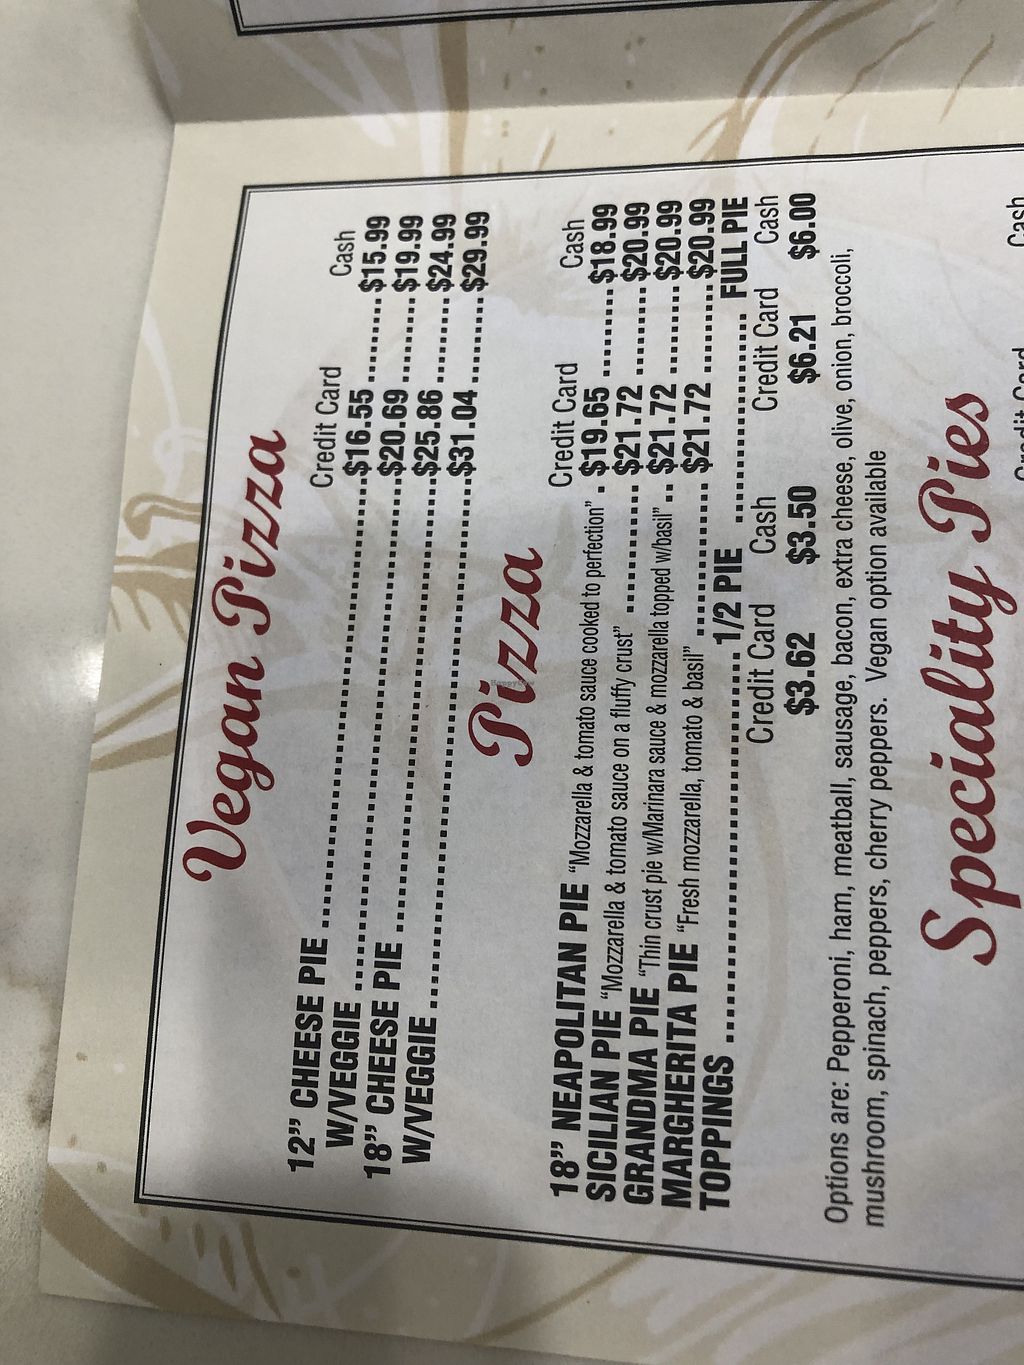 Vegan Pizza
Credit Card Cash
12” CHEESE PIE ........ $16.55 ........ $15.99
W/VEGGIE ........ $20.69 ........ $19.99
18” CHEESE PIE ........ $25.86 ........ $24.99
W/VEGGIE ........ $31.04 ........ $29.99
Pizza
Credit Card Cash
18” NEAPOLITAN PIE “Mozzarella & tomato sauce cooked to perfection” . $19.65 ........ $18.99
SICILIAN PIE “Mozzarella & tomato sauce on a fluffy crust” ........ $21.72 ........ $20.99
GRANDMA PIE “Thin crust pie w/Marinara sauce & mozzarella topped w/basil” .. $21.72 ........ $20.99
MARGHERITA PIE “Fresh mozzarella, tomato & basil” ........ $21.72 ........ $20.99
TOPPINGS ........ 1/2 PIE ........ FULL PIE
Credit Card Cash Credit Card Cash
$3.62 $3.50 $6.21 $6.00
Options are: Pepperoni, ham, meatball, sausage, bacon, extra cheese, olive, onion, broccoli,
mushroom, spinach, peppers, cherry peppers. Vegan option available
Speciality Pies
Credit Card Cash